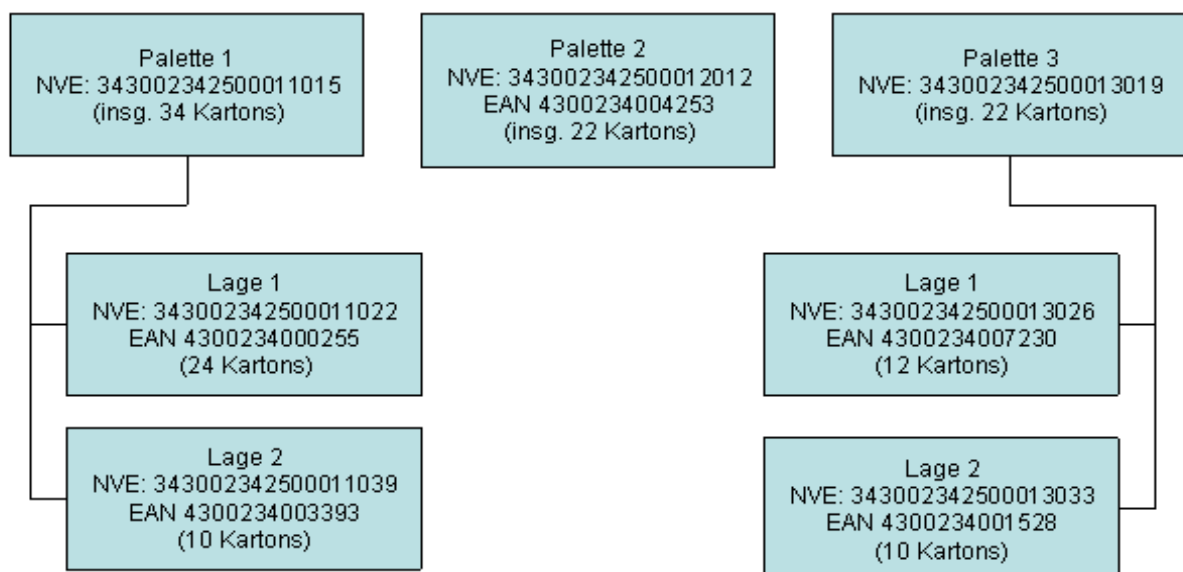 Palette 1
NVE: 343002342500011015
(insg. 34 Kartons)
Palette 2
NVE: 343002342500012012
EAN 4300234004253
(insg. 22 Kartons)
Palette 3
NVE: 343002342500013019
(insg. 22 Kartons)
Lage 1
NVE: 343002342500011022
EAN 4300234000255
(24 Kartons)
Lage 2
NVE: 343002342500011039
EAN 4300234003393
(10 Kartons)
Lage 1
NVE: 343002342500013026
EAN 4300234007230
(12 Kartons)
Lage 2
NVE: 343002342500013033
EAN 4300234001528
(10 Kartons)